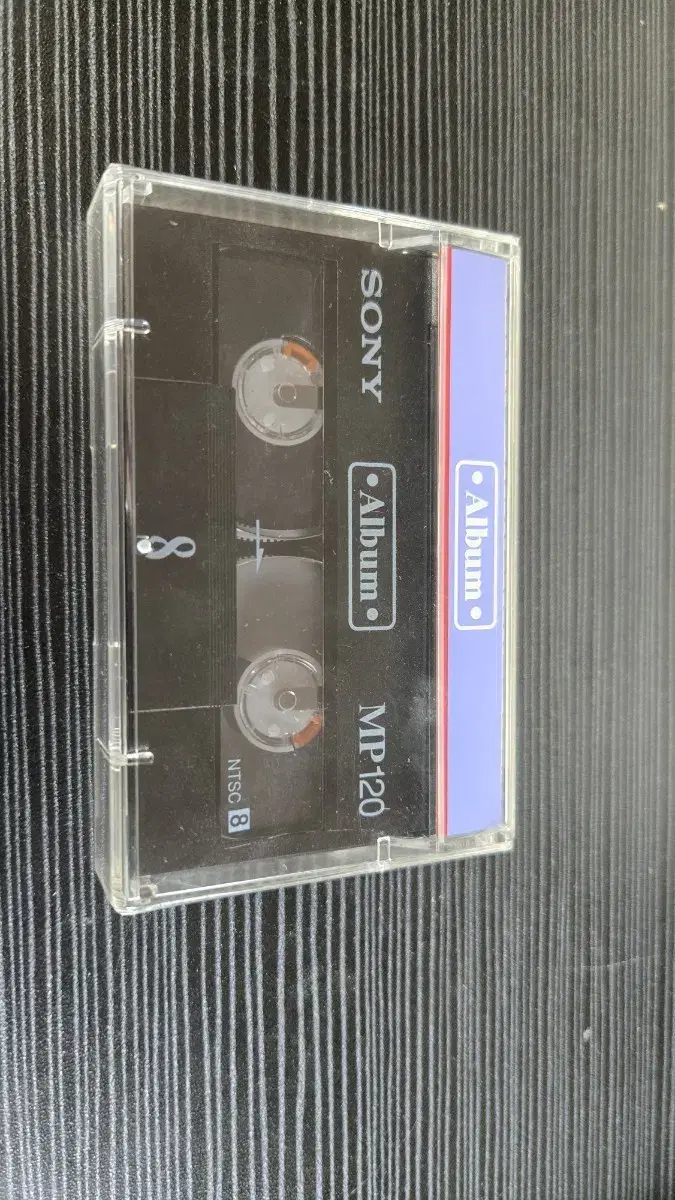 • Album •
SONY
• Album •
MP120
8
NTSC 8